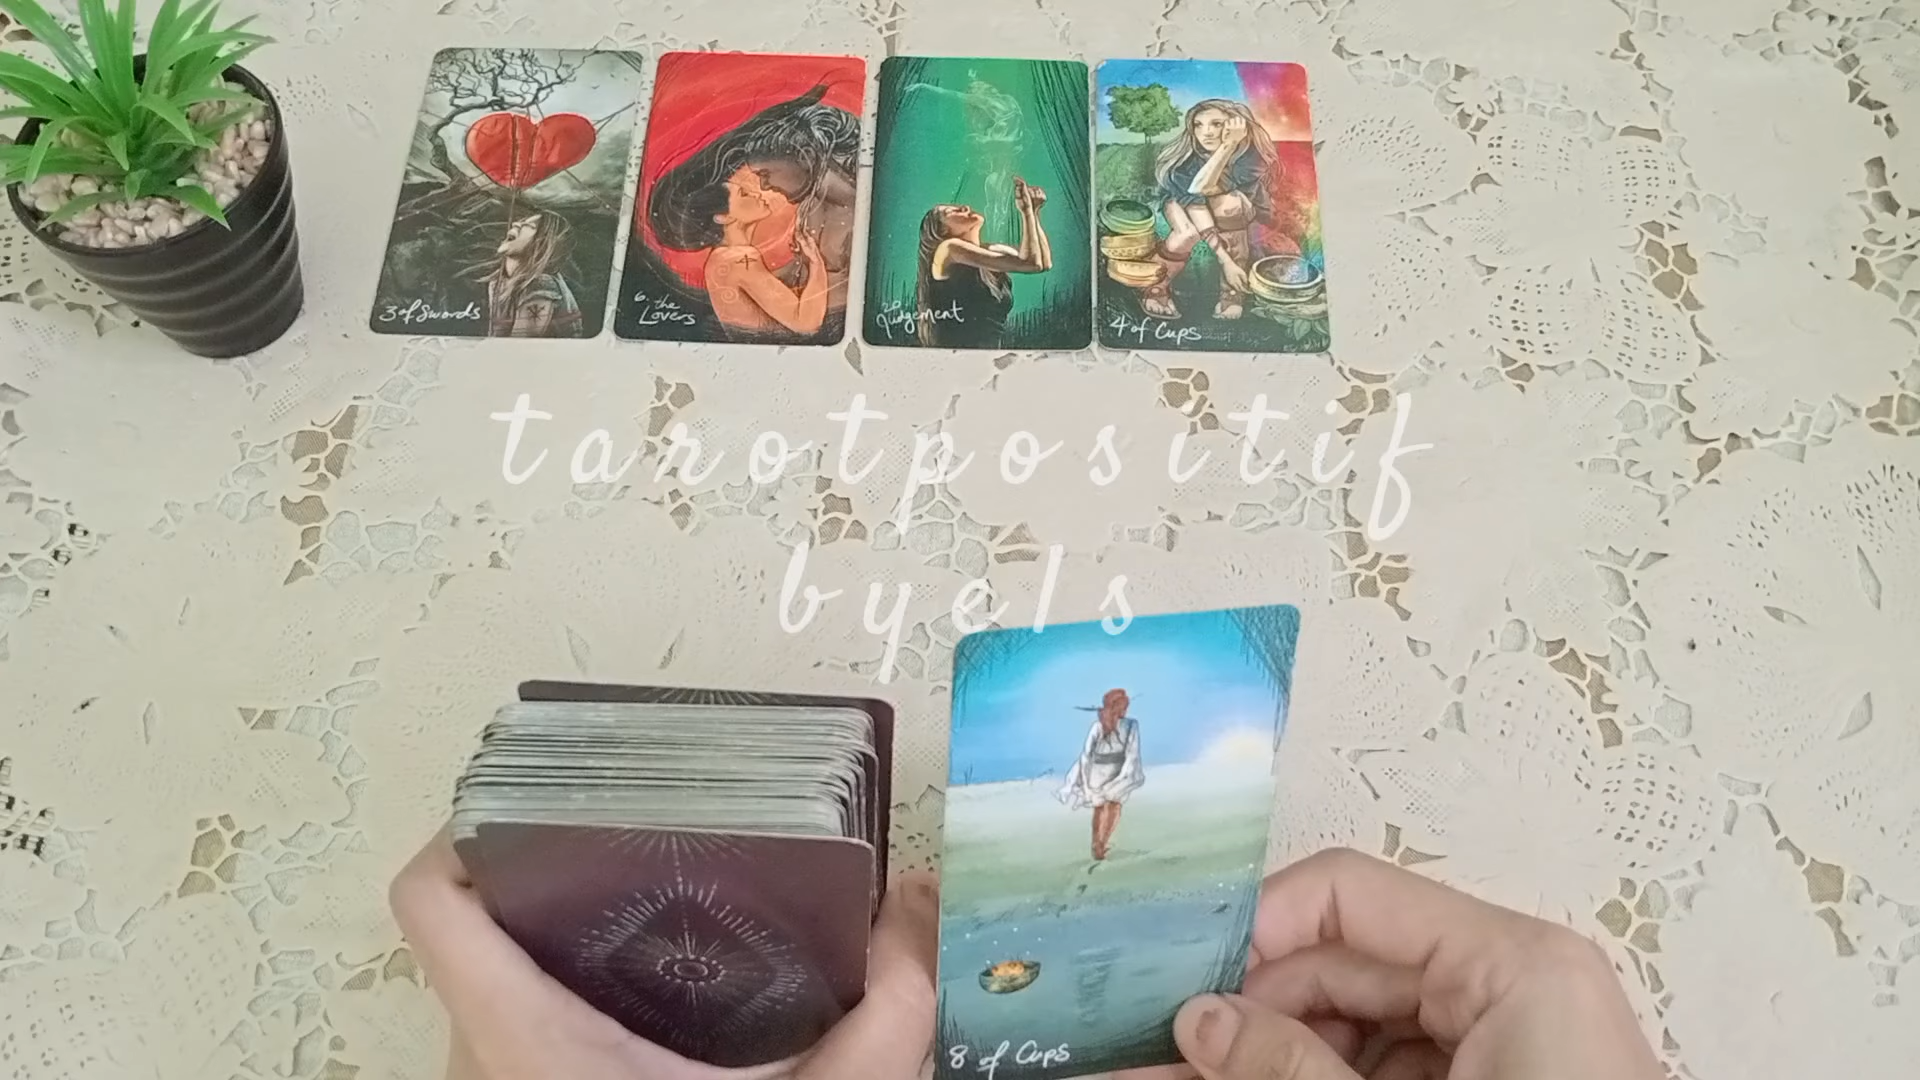 3 of Swords
6. the
Lovers
20
Judgement
4 of Cups
tarotpositif
byels
8 of Cups